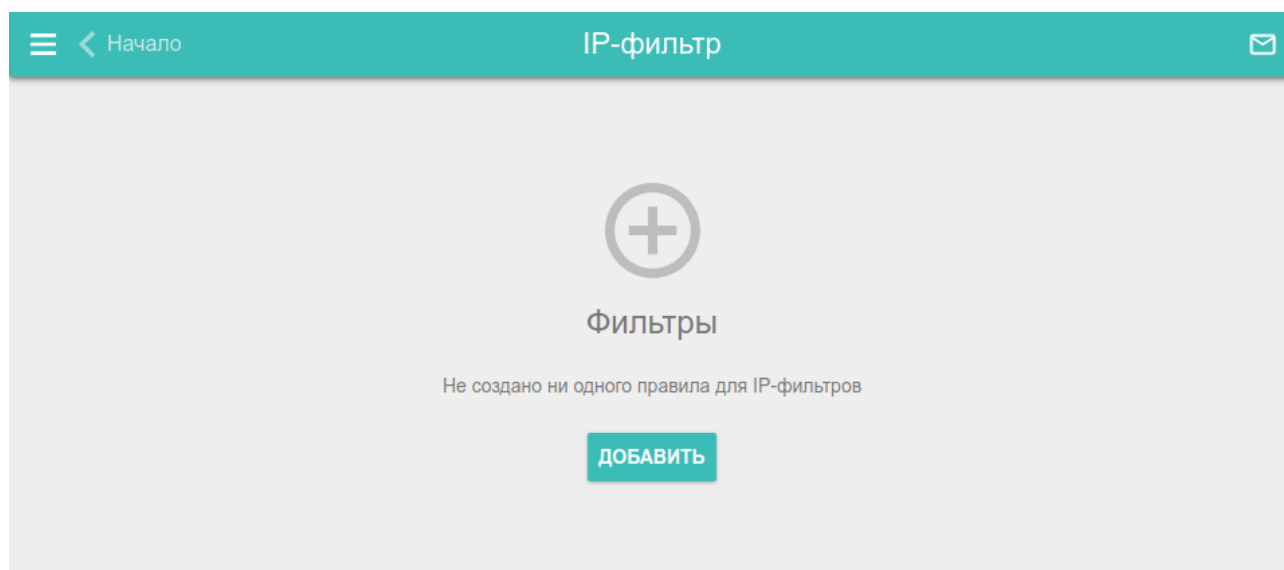 Начало
IP-фильтр
Фильтры
Не создано ни одного правила для IP-фильтров
ДОБАВИТЬ